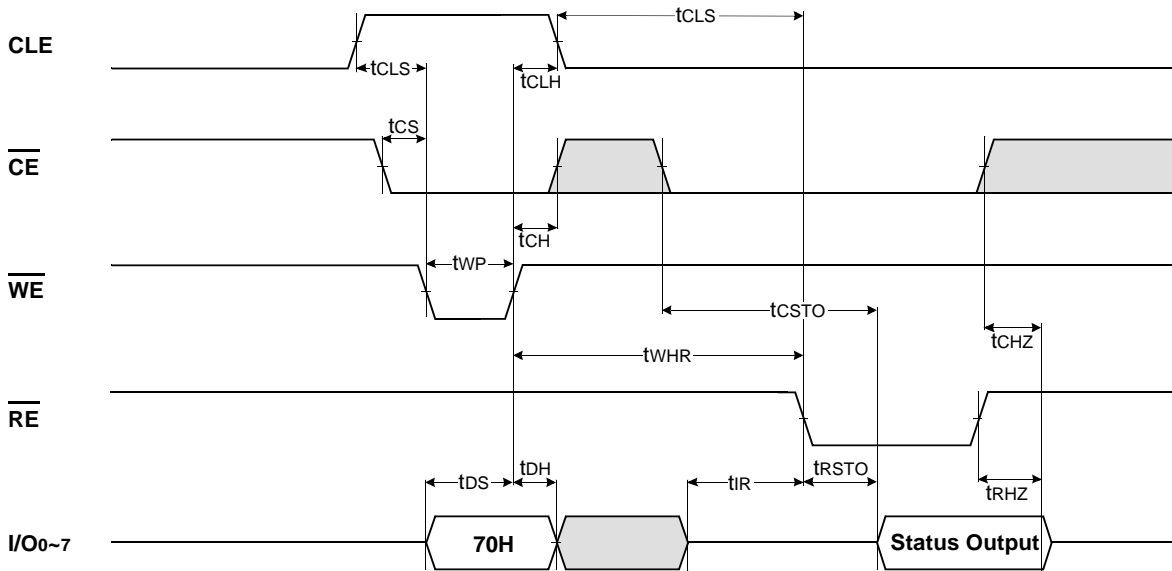 CLE
tCLS
tCLS
tCLH
CE
tCS
tCH
WE
tWP
tCSTO
tCHZ
tWHR
RE
tDS
tDH
tIR
tRSTO
tRHZ
I/O0~7
70H
Status Output